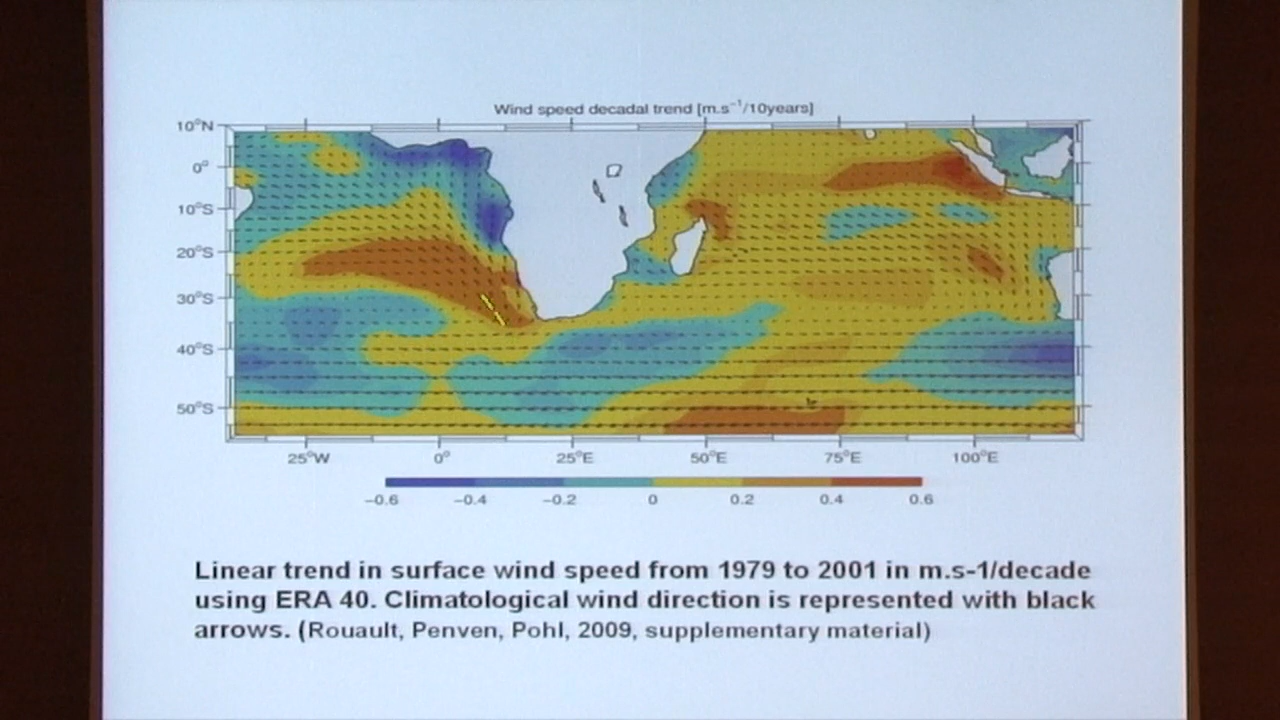 Wind speed decadal trend [m.s⁻¹/10years]
10°N
0°
10°S
20°S
30°S
40°S
50°S
25°W 0° 25°E 50°E 75°E 100°E
−0.6 −0.4 −0.2 0 0.2 0.4 0.6
Linear trend in surface wind speed from 1979 to 2001 in m.s-1/decade
using ERA 40. Climatological wind direction is represented with black
arrows. (Rouault, Penven, Pohl, 2009, supplementary material)